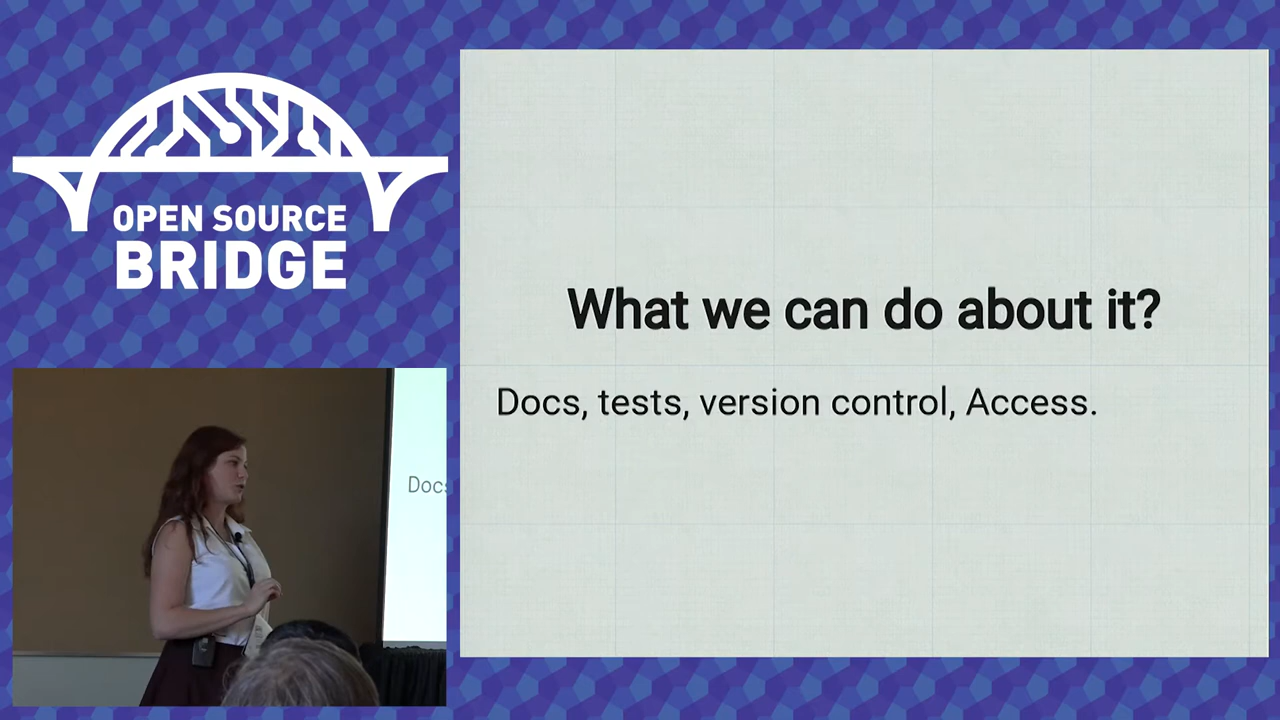 OPEN SOURCE
BRIDGE
What we can do about it?
Docs, tests, version control, Access.
Docs